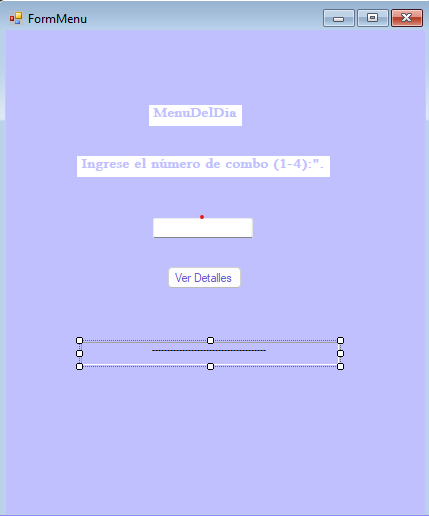 FormMenu
MenuDelDia
Ingrese el número de combo (1-4):".
Ver Detalles
--------------------------------------